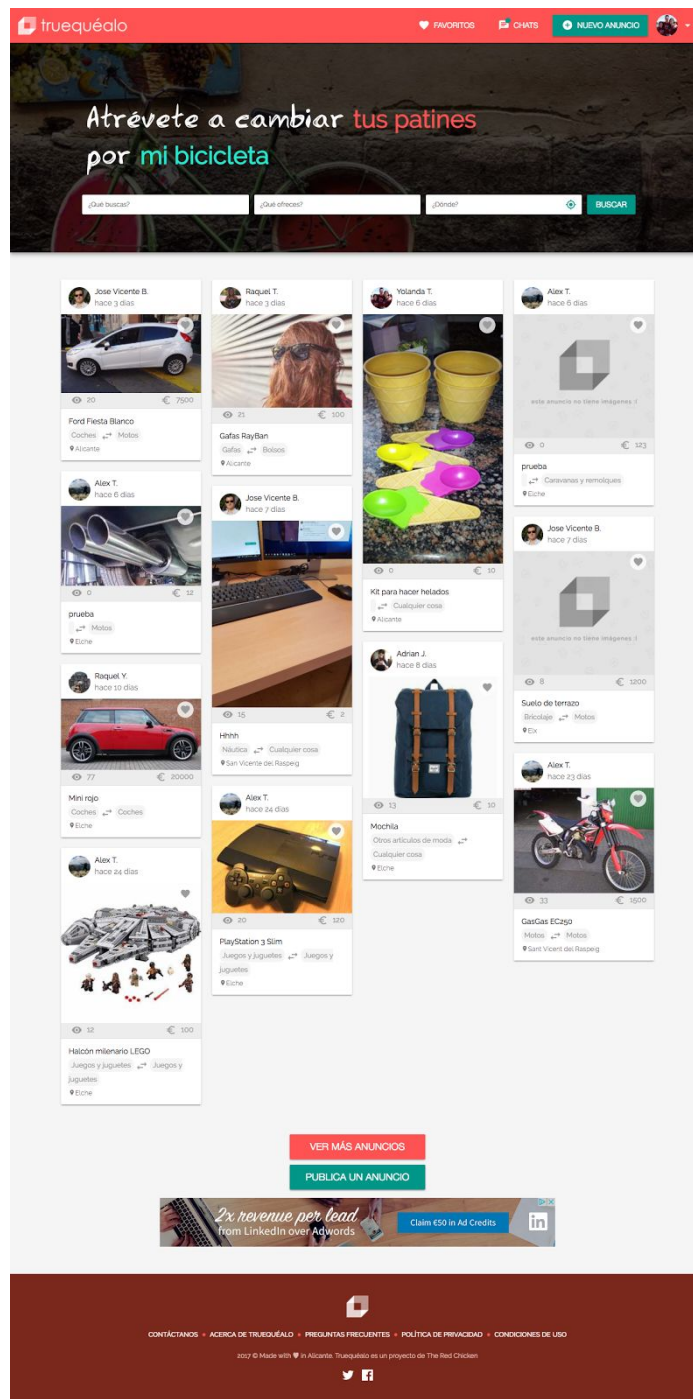 truequéalo
FAVORITOS
CHATS
NUEVO ANUNCIO
Atrévete a cambiar tus patines
por mi bicicleta
¿Qué buscas?
¿Qué ofreces?
¿Dónde?
BUSCAR
Jose Vicente B.
hace 3 días
20
€ 7500
Ford Fiesta Blanco
Coches Motos
Alicante
Alex T.
hace 6 días
0
€ 12
prueba
Motos
Elche
Raquel Y.
hace 10 días
77
€ 20000
Mini rojo
Coches Coches
Elche
Alex T.
hace 24 días
12
€ 100
Halcón milenario LEGO
Juegos y juguetes Juegos y
juguetes
Elche
Raquel T.
hace 3 días
21
€ 100
Gafas RayBan
Gafas Bolsos
Alicante
Jose Vicente B.
hace 7 días
15
€ 2
Hhhh
Náutica Cualquier cosa
San Vicente del Raspeig
Alex T.
hace 24 días
20
€ 120
PlayStation 3 Slim
Juegos y juguetes Juegos y
juguetes
Elche
Yolanda T.
hace 6 días
0
€ 10
Kit para hacer helados
Cualquier cosa
Alicante
Adrian J.
hace 8 días
13
€ 10
Mochila
Otros artículos de moda
Cualquier cosa
Elche
Alex T.
hace 6 días
este anuncio no tiene imágenes :(
0
€ 123
prueba
Caravanas y remolques
Elche
Jose Vicente B.
hace 7 días
este anuncio no tiene imágenes :(
8
€ 1200
Suelo de terrazo
Bricolaje Motos
Elx
Alex T.
hace 23 días
33
€ 1500
GasGas EC250
Motos Motos
Sant Vicent del Raspeig
VER MÁS ANUNCIOS
PUBLICA UN ANUNCIO
2x revenue per lead
from LinkedIn over Adwords
Claim €50 in Ad Credits
in
CONTÁCTANOS • ACERCA DE TRUEQUÉALO • PREGUNTAS FRECUENTES • POLÍTICA DE PRIVACIDAD • CONDICIONES DE USO
2017 © Made with ♥ in Alicante. Truequéalo es un proyecto de The Red Chicken